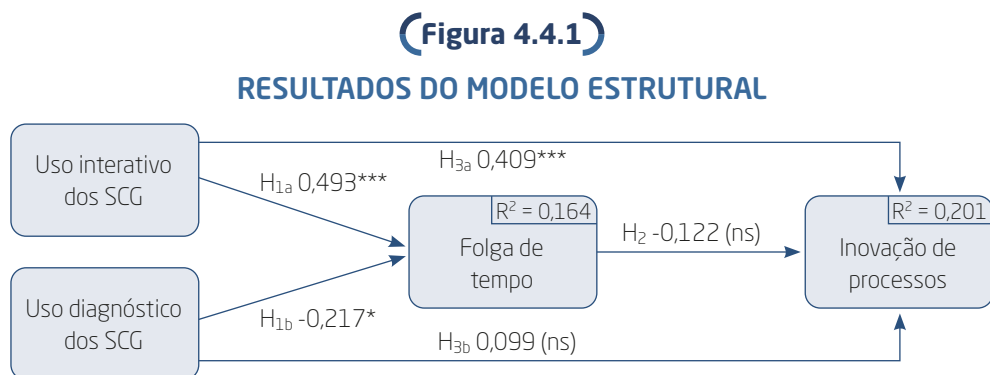 Figura 4.4.1
RESULTADOS DO MODELO ESTRUTURAL
Uso interativo
dos SCG
H3a 0,409***
H1a 0,493***
R² = 0,164
Folga de
tempo
H2 -0,122 (ns)
R² = 0,201
Inovação de
processos
Uso diagnóstico
dos SCG
H1b -0,217*
H3b 0,099 (ns)